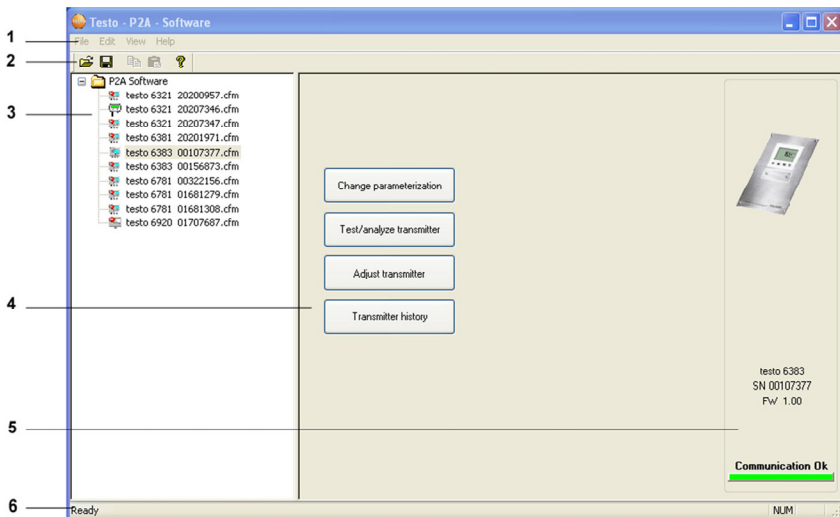 Testo - P2A - Software
1
File Edit View Help
2
P2A Software
3
testo 6321 20200957.cfm
testo 6321 20207346.cfm
testo 6321 20207347.cfm
testo 6381 20201971.cfm
testo 6383 00107377.cfm
testo 6383 00156873.cfm
testo 6781 00322156.cfm
testo 6781 01681279.cfm
testo 6781 01681308.cfm
testo 6920 01707687.cfm
Change parameterization
Test/analyze transmitter
Adjust transmitter
4
Transmitter history
testo 6383
SN 00107377
FW 1.00
5
Communication Ok
6
Ready
NUM